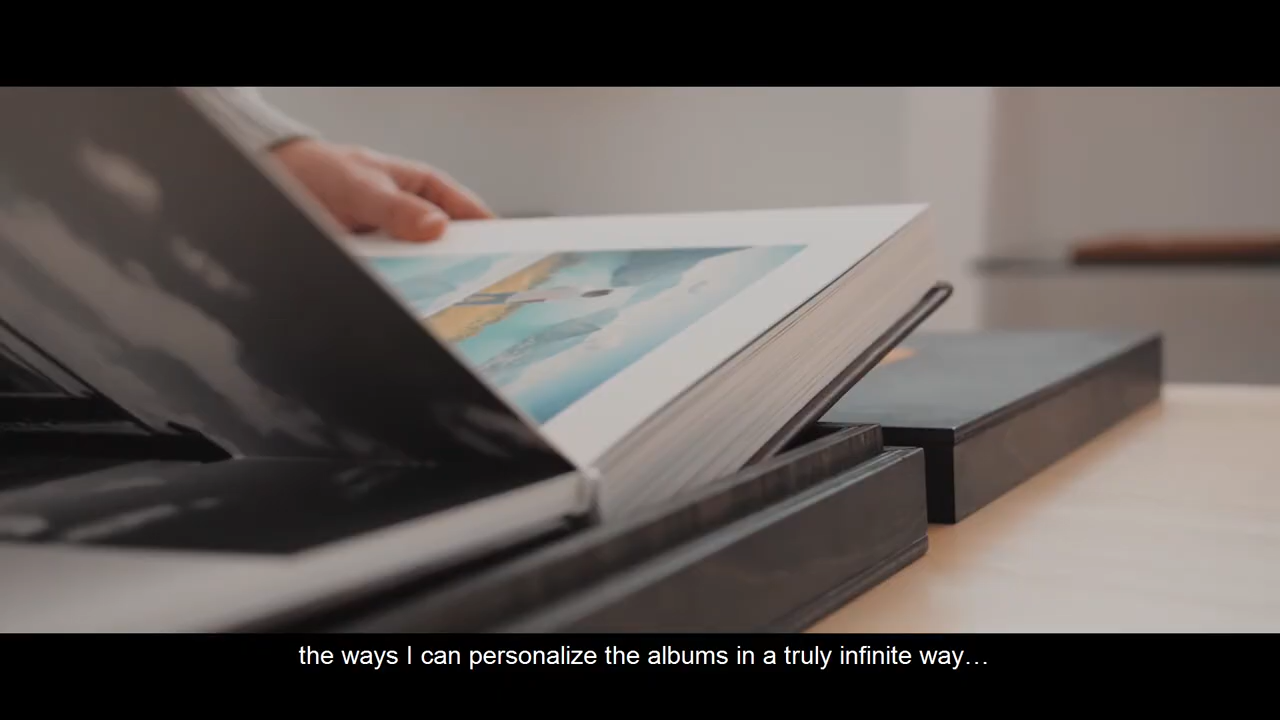 the ways I can personalize the albums in a truly infinite way…